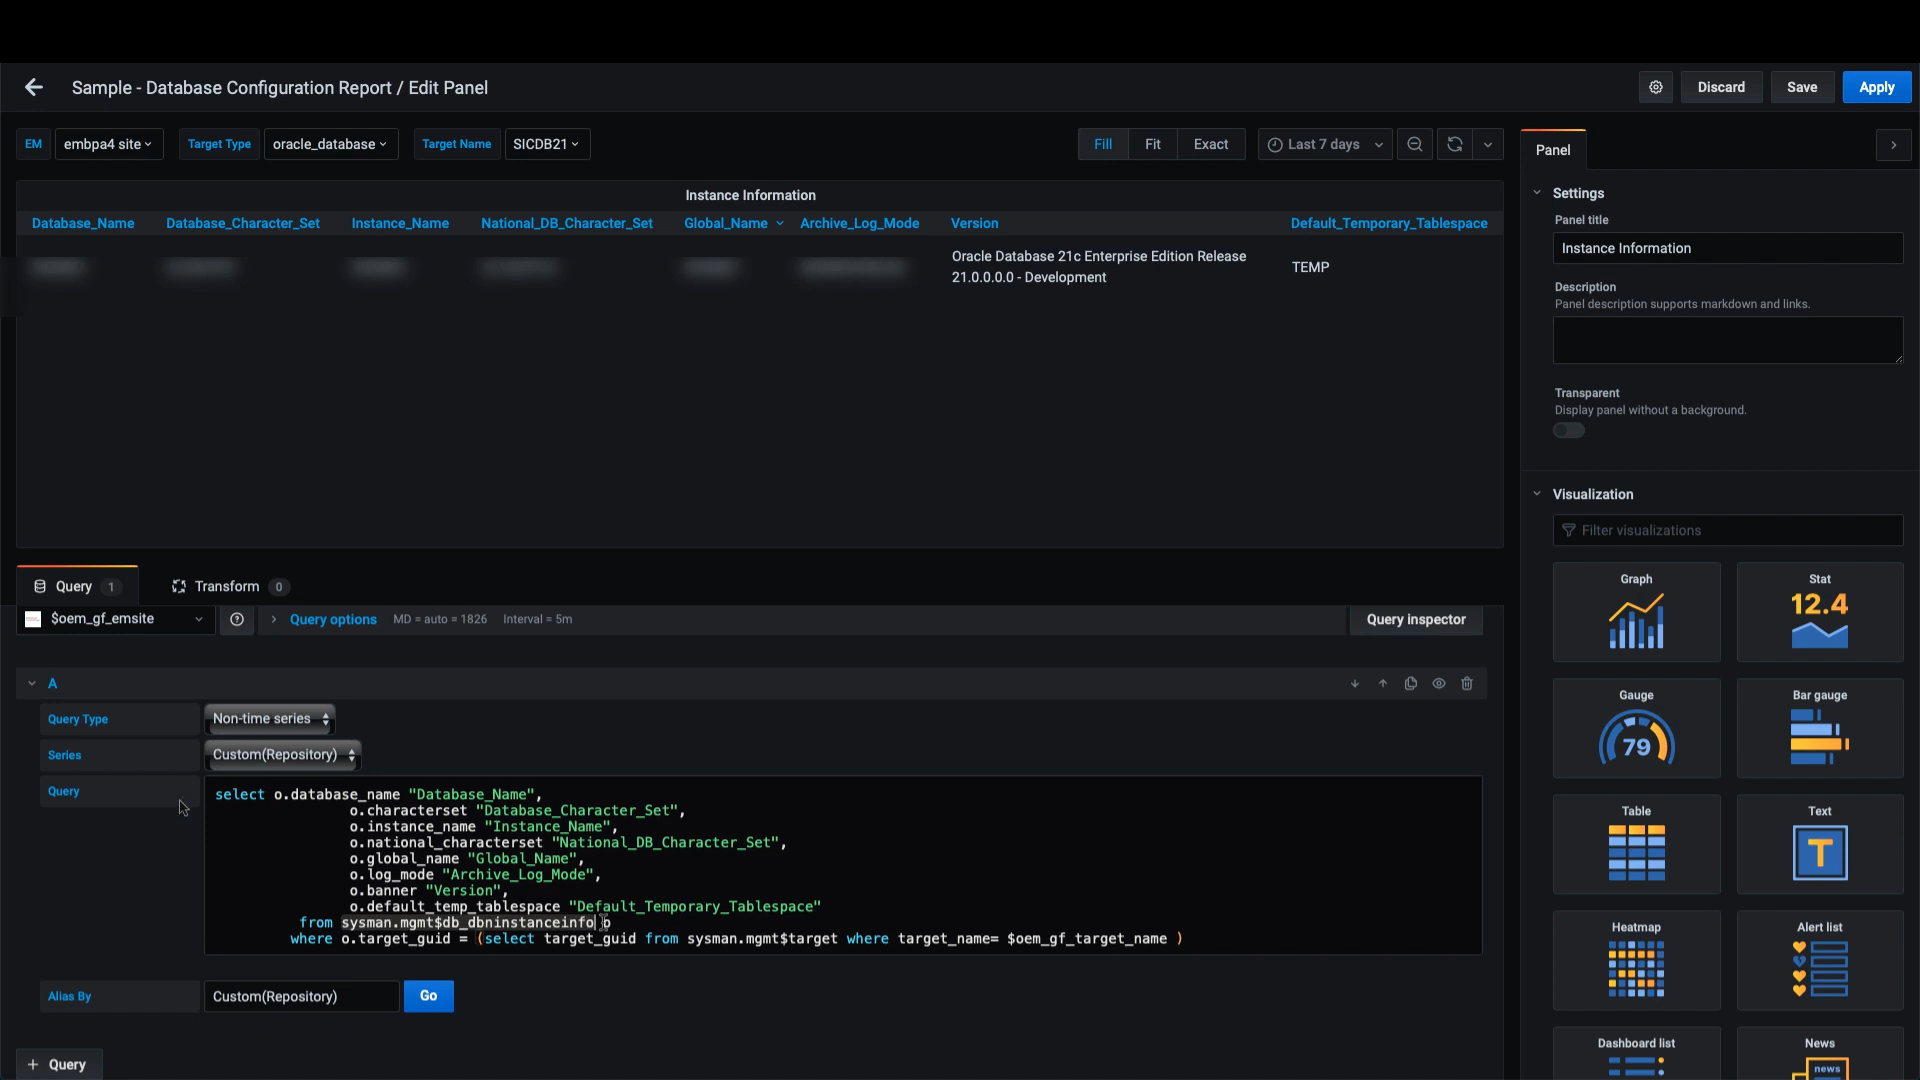 Sample - Database Configuration Report / Edit Panel
Discard
Save
Apply
EM
embpa4 site
Target Type
oracle_database
Target Name
SICDB21
Fill
Fit
Exact
Last 7 days
Panel
Settings
Panel title
Instance Information
Description
Panel description supports markdown and links.
Transparent
Display panel without a background.
Instance Information
Database_Name Database_Character_Set Instance_Name National_DB_Character_Set Global_Name Archive_Log_Mode Version Default_Temporary_Tablespace
Oracle Database 21c Enterprise Edition Release
21.0.0.0.0 - Development
TEMP
Visualization
Filter visualizations
Graph
Stat
12.4
Gauge
79
Bar gauge
Table
Text
T
Heatmap
Alert list
Dashboard list
News
news
Query 1
Transform 0
$oem_gf_emsite
Query options MD = auto = 1826 Interval = 5m
Query inspector
A
Query Type
Non-time series
Series
Custom(Repository)
Query
select o.database_name "Database_Name",
o.characterset "Database_Character_Set",
o.instance_name "Instance_Name",
o.national_characterset "National_DB_Character_Set",
o.global_name "Global_Name",
o.log_mode "Archive_Log_Mode",
o.banner "Version",
o.default_temp_tablespace "Default_Temporary_Tablespace"
from sysman.mgmt$db_dbninstanceinfo o
where o.target_guid = (select target_guid from sysman.mgmt$target where target_name= $oem_gf_target_name )
Alias By
Custom(Repository)
Go
+ Query